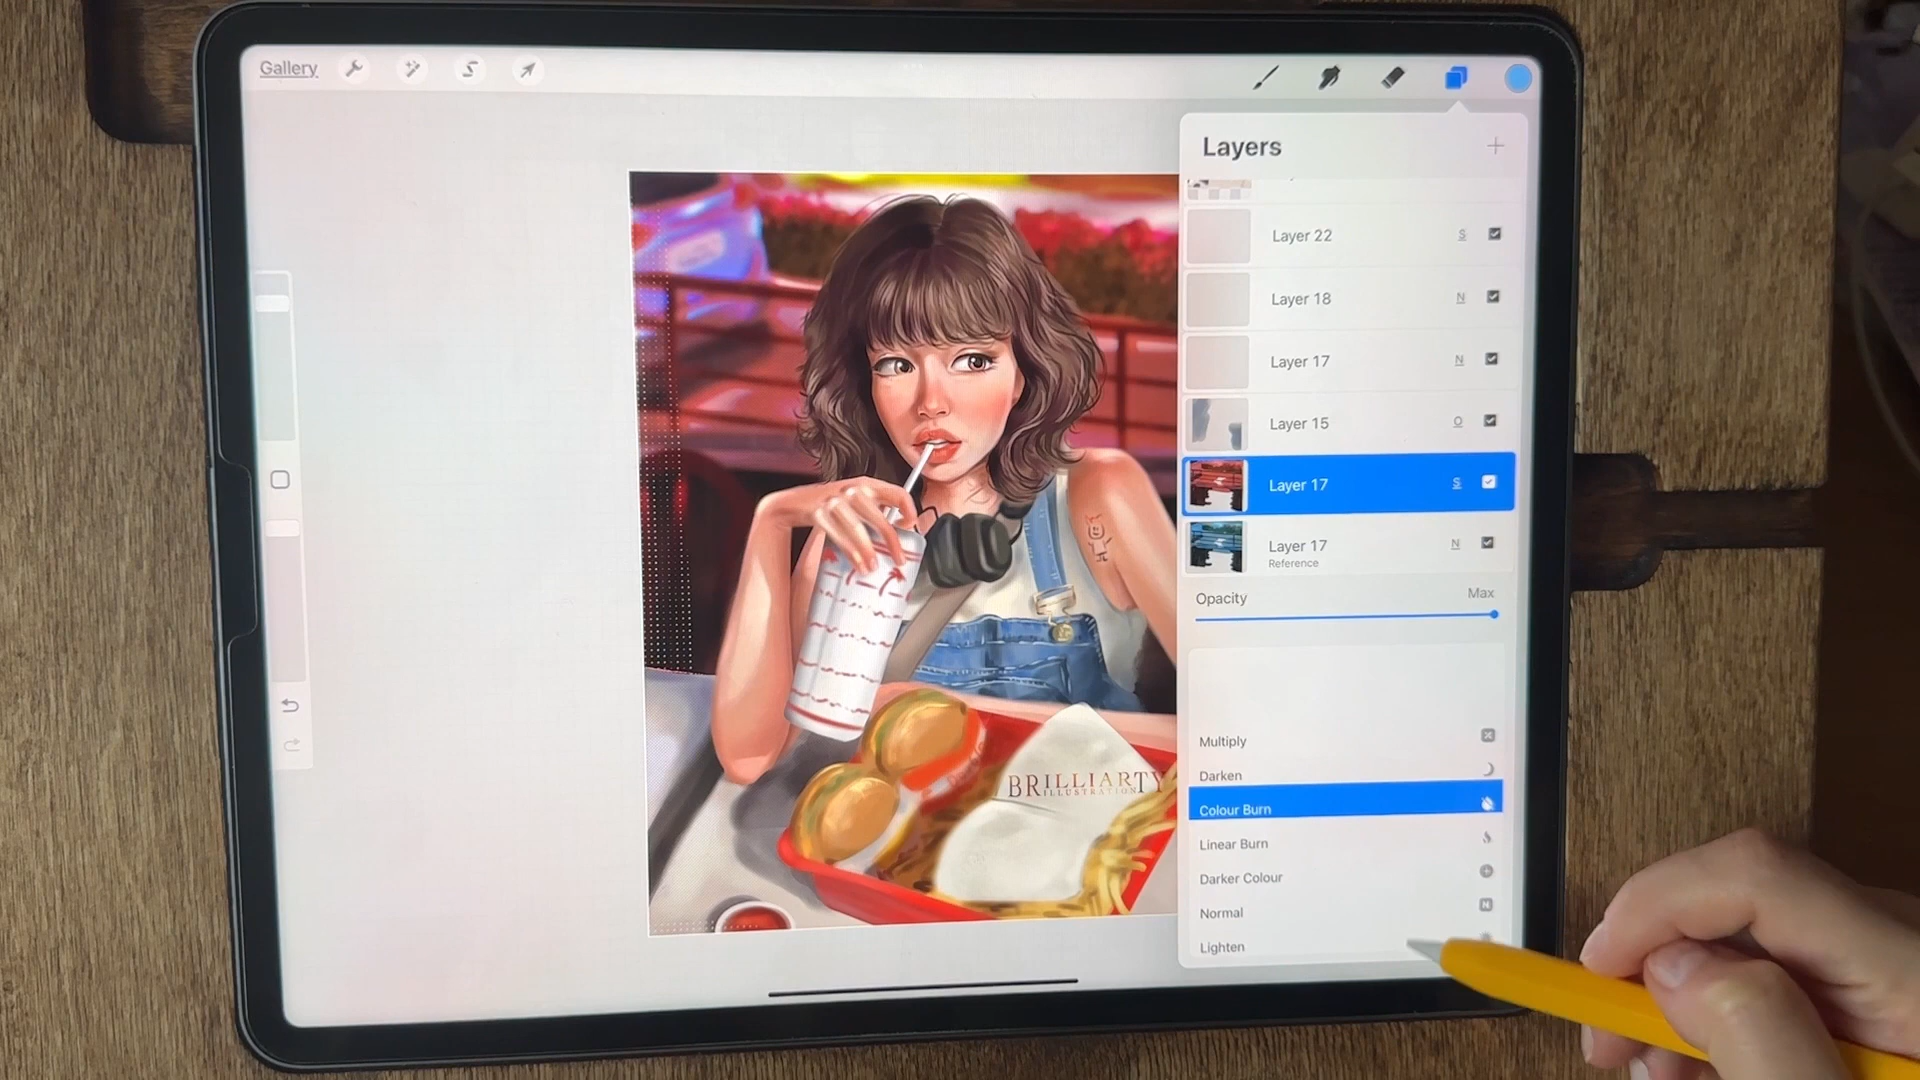 Gallery
Layers
Layer 22
S
Layer 18
N
Layer 17
N
Layer 15
O
Layer 17
S
Layer 17
N
Reference
Opacity
Max
Multiply
Darken
Colour Burn
Linear Burn
Darker Colour
Normal
N
Lighten
BRILLIARTY
ILLUSTRATION